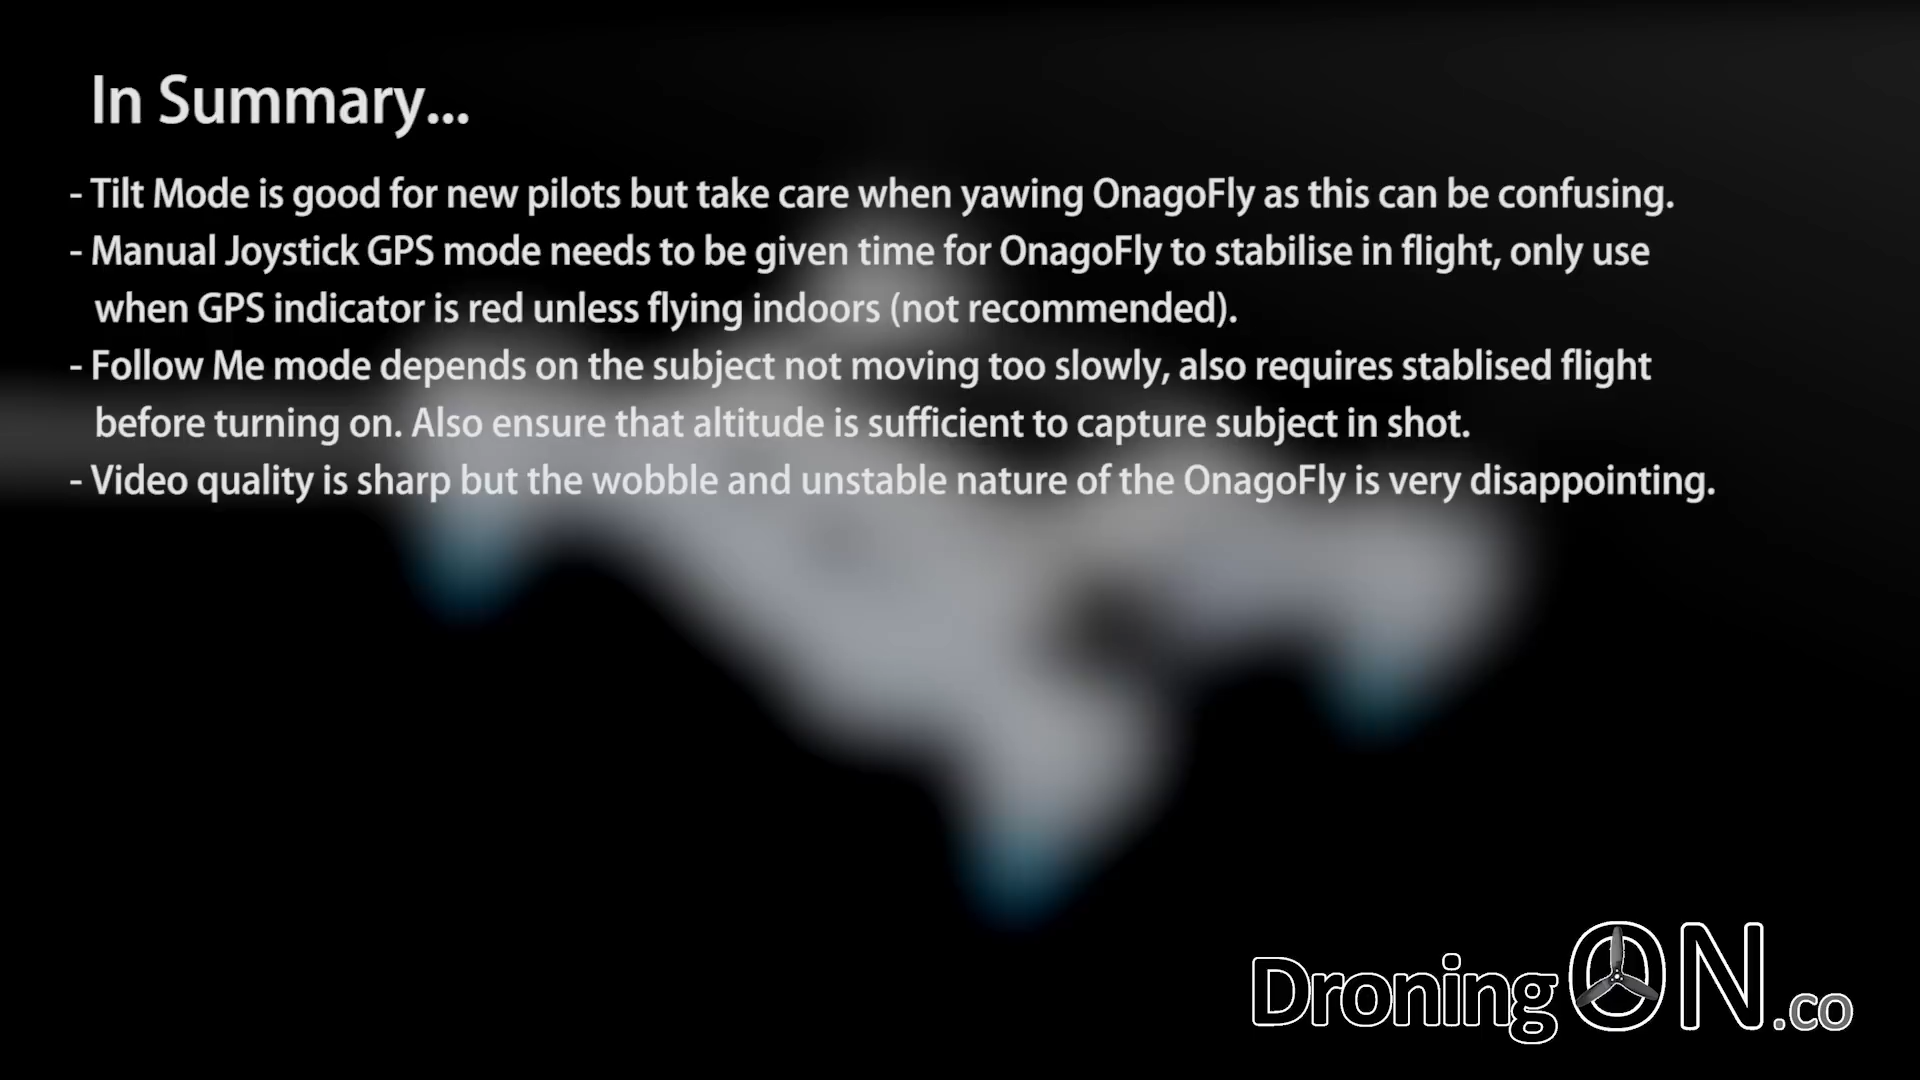 In Summary...
- Tilt Mode is good for new pilots but take care when yawing OnagoFly as this can be confusing.
- Manual Joystick GPS mode needs to be given time for OnagoFly to stabilise in flight, only use
when GPS indicator is red unless flying indoors (not recommended).
- Follow Me mode depends on the subject not moving too slowly, also requires stablised flight
before turning on. Also ensure that altitude is sufficient to capture subject in shot.
- Video quality is sharp but the wobble and unstable nature of the OnagoFly is very disappointing.
DroningON.co